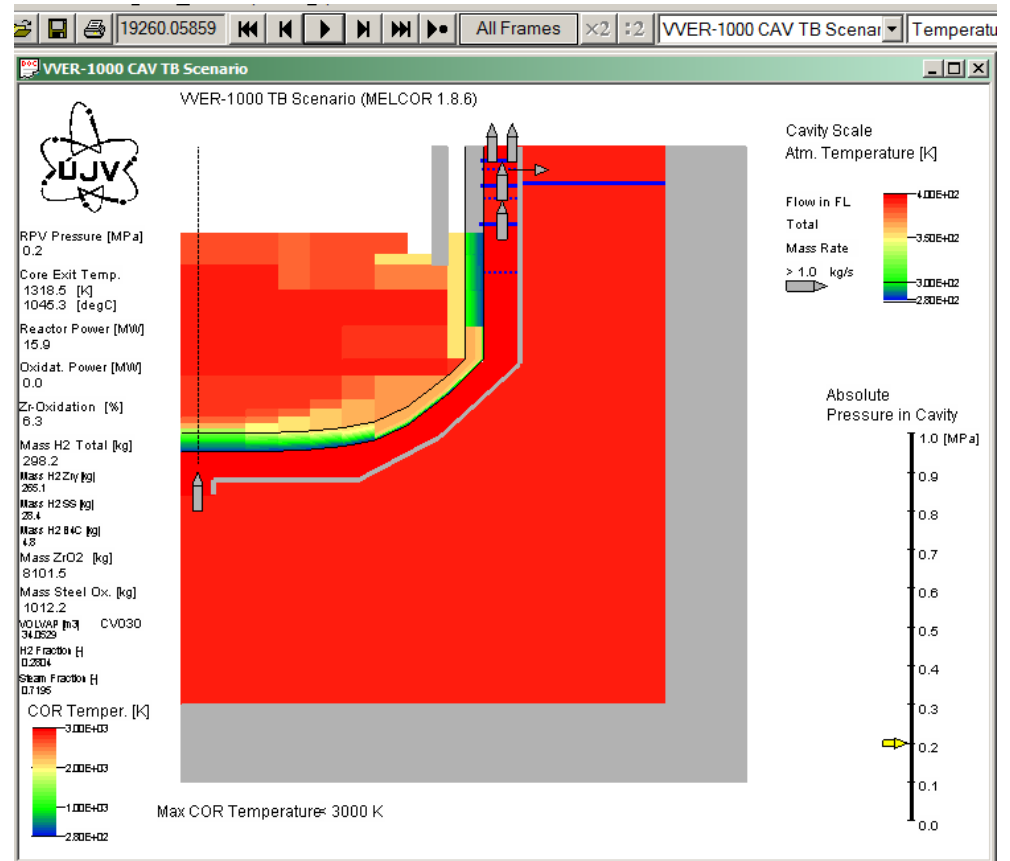 19260.05859
All Frames
×2
:2
VVER-1000 CAV TB Scenar
Temperatu
VVER-1000 CAV TB Scenario
VVER-1000 TB Scenario (MELCOR 1.8.6)
ÚJV
RPV Pressure [MPa]
0.2
Core Exit Temp.
1318.5 [K]
1045.3 [degC]
Reactor Power [MW]
15.9
Oxidat. Power [MW]
0.0
Zr-Oxidation [%]
6.3
Mass H2 Total [kg]
298.2
Mass H2 Zry [kg]
265.1
Mass H2 SS [kg]
28.4
Mass H2 B4C [kg]
4.8
Mass ZrO2 [kg]
8101.5
Mass Steel Ox. [kg]
1012.2
VOLVAP [m3] CV030
34.0529
H2 Fraction [-]
0.2804
Steam Fraction [-]
0.7195
COR Temper. [K]
3.00E+03
2.00E+03
1.00E+03
2.80E+02
Max COR Temperature< 3000 K
Cavity Scale
Atm. Temperature [K]
Flow in FL
Total
Mass Rate
> 1.0 kg/s
4.00E+02
3.50E+02
3.00E+02
2.80E+02
Absolute
Pressure in Cavity
1.0 [MPa]
0.9
0.8
0.7
0.6
0.5
0.4
0.3
0.2
0.1
0.0